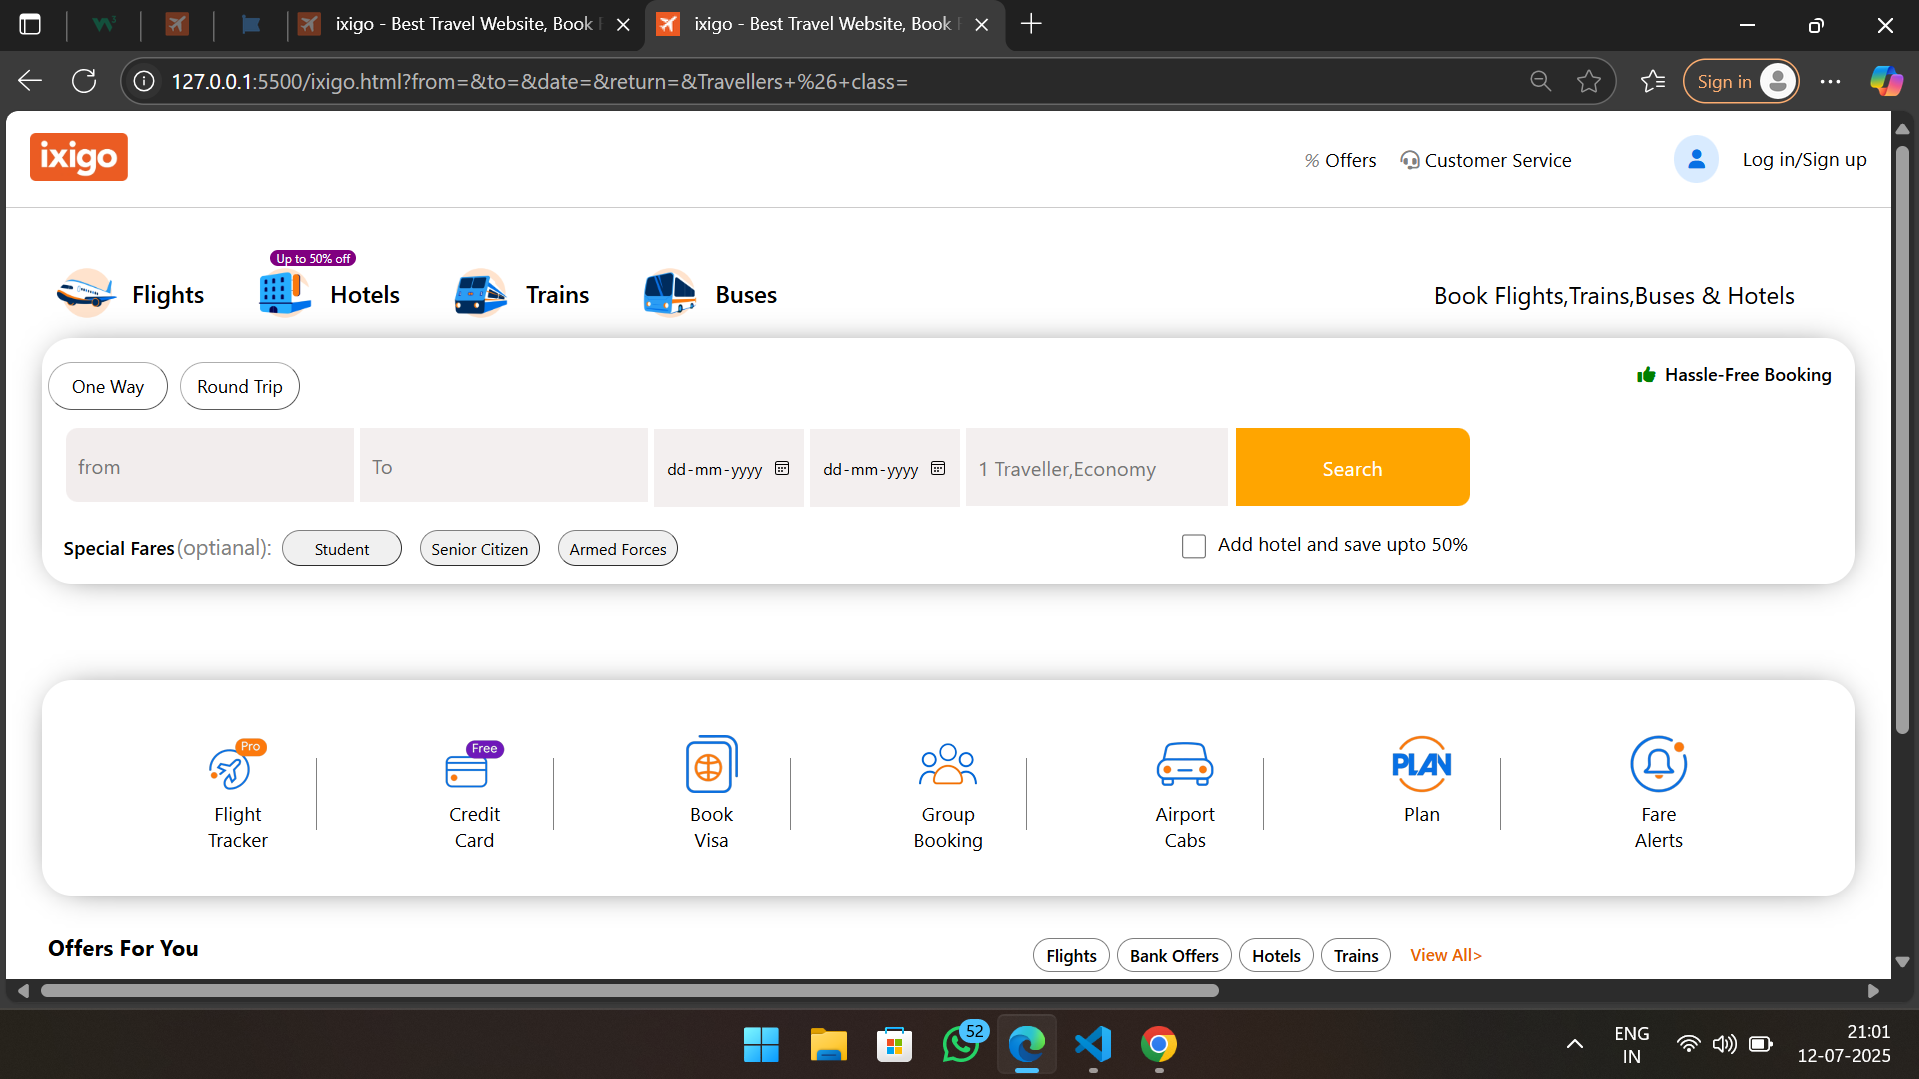 ixigo - Best Travel Website, Book F
ixigo - Best Travel Website, Book F
127.0.0.1:5500/ixigo.html?from=&to=&date=&return=&Travellers+%26+class=
Sign in
ixigo
% Offers
Customer Service
Log in/Sign up
Up to 50% off
Flights
Hotels
Trains
Buses
Book Flights,Trains,Buses & Hotels
One Way
Round Trip
Hassle-Free Booking
from
To
dd-mm-yyyy
dd-mm-yyyy
1 Traveller,Economy
Search
Special Fares(optianal):
Student
Senior Citizen
Armed Forces
Add hotel and save upto 50%
Pro
Flight
Tracker
Free
Credit
Card
Book
Visa
Group
Booking
Airport
Cabs
PLAN
Plan
Fare
Alerts
Offers For You
Flights
Bank Offers
Hotels
Trains
View All>
52
ENG
IN
21:01
12-07-2025